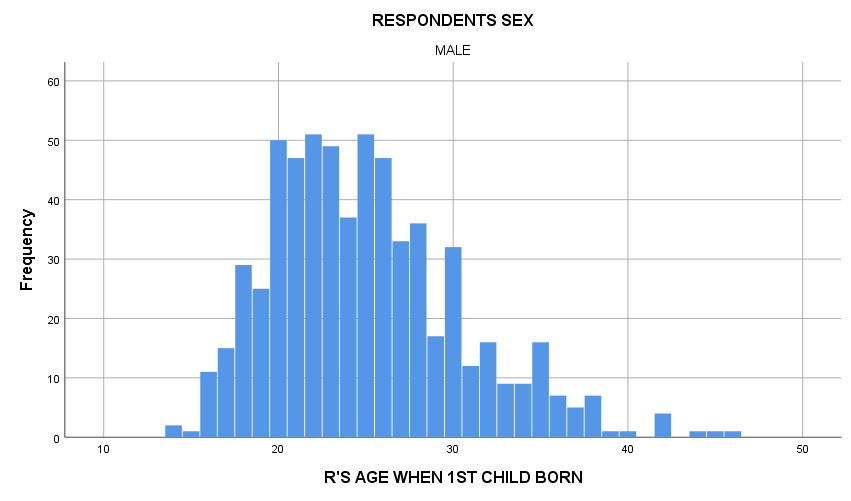 RESPONDENTS SEX
MALE
60
50
40
30
20
10
0
Frequency
10 20 30 40 50
R'S AGE WHEN 1ST CHILD BORN